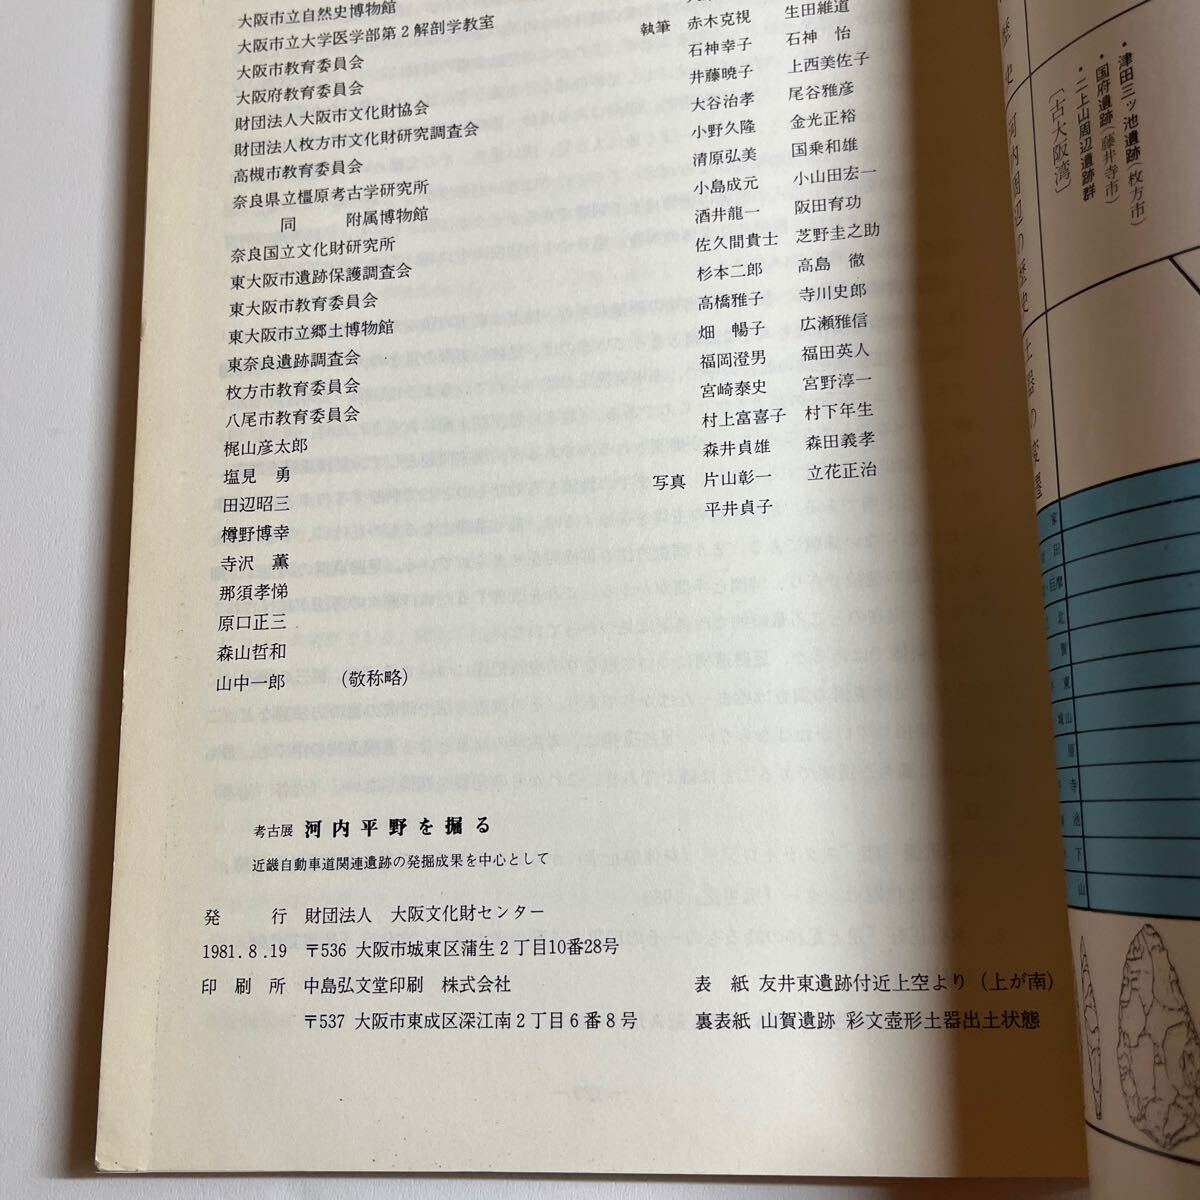 大阪市立自然史博物館
大阪市立大学医学部第2解剖学教室
大阪市教育委員会
大阪府教育委員会
財団法人大阪市文化財協会
財団法人枚方市文化財研究調査会
高槻市教育委員会
奈良県立橿原考古学研究所
同 附属博物館
奈良国立文化財研究所
東大阪市遺跡保護調査会
東大阪市教育委員会
東大阪市立郷土博物館
東奈良遺跡調査会
枚方市教育委員会
八尾市教育委員会
梶山彦太郎
塩見 勇
田辺昭三
樽野博幸
寺沢 薫
那須孝悌
原口正三
森山哲和
山中一郎 (敬称略)
執筆 赤木克視 生田維道
石神幸子 石神 怡
井藤暁子 上西美佐子
大谷治孝 尾谷雅彦
小野久隆 金光正裕
清原弘美 国乗和雄
小島成元 小山田宏一
酒井龍一 阪田育功
佐久間貴士 芝野圭之助
杉本二郎 高島 徹
高橋雅子 寺川史郎
畑 暢子 広瀬雅信
福岡澄男 福田英人
宮崎泰史 宮野淳一
村上富喜子 村下年生
森井貞雄 森田義孝
写真 片山彰一 立花正治
平井貞子
考古展 河内平野を掘る
近畿自動車道関連遺跡の発掘成果を中心として
発行 財団法人 大阪文化財センター
1981.8.19 〒536 大阪市城東区蒲生2丁目10番28号
印刷所 中島弘文堂印刷 株式会社
〒537 大阪市東成区深江南2丁目6番8号
表紙 友井東遺跡付近上空より(上が南)
裏表紙 山賀遺跡 彩文壺形土器出土状態
・津田三ッ池遺跡(枚方市)
・国府遺跡(藤井寺市)
・二上山周辺遺跡群
〔古大阪湾〕
河内周辺の歴史